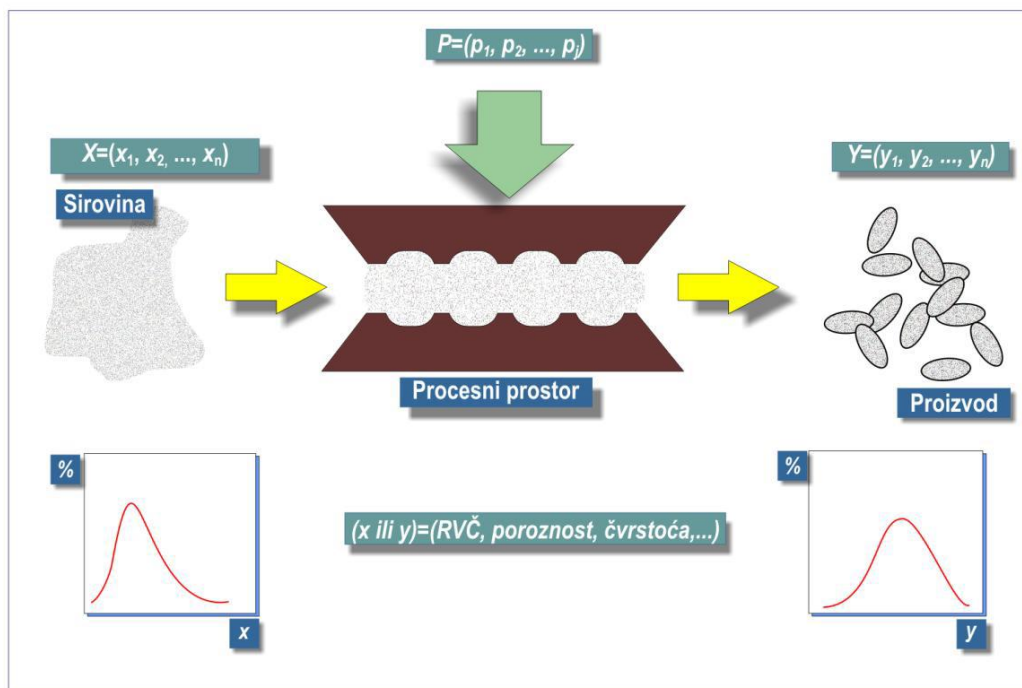 P=(p1, p2, ..., pj)
X=(x1, x2, ..., xn)
Y=(y1, y2, ..., yn)
Sirovina
Procesni prostor
Proizvod
%
%
(x ili y)=(RVČ, poroznost, čvrstoća,...)
x
y